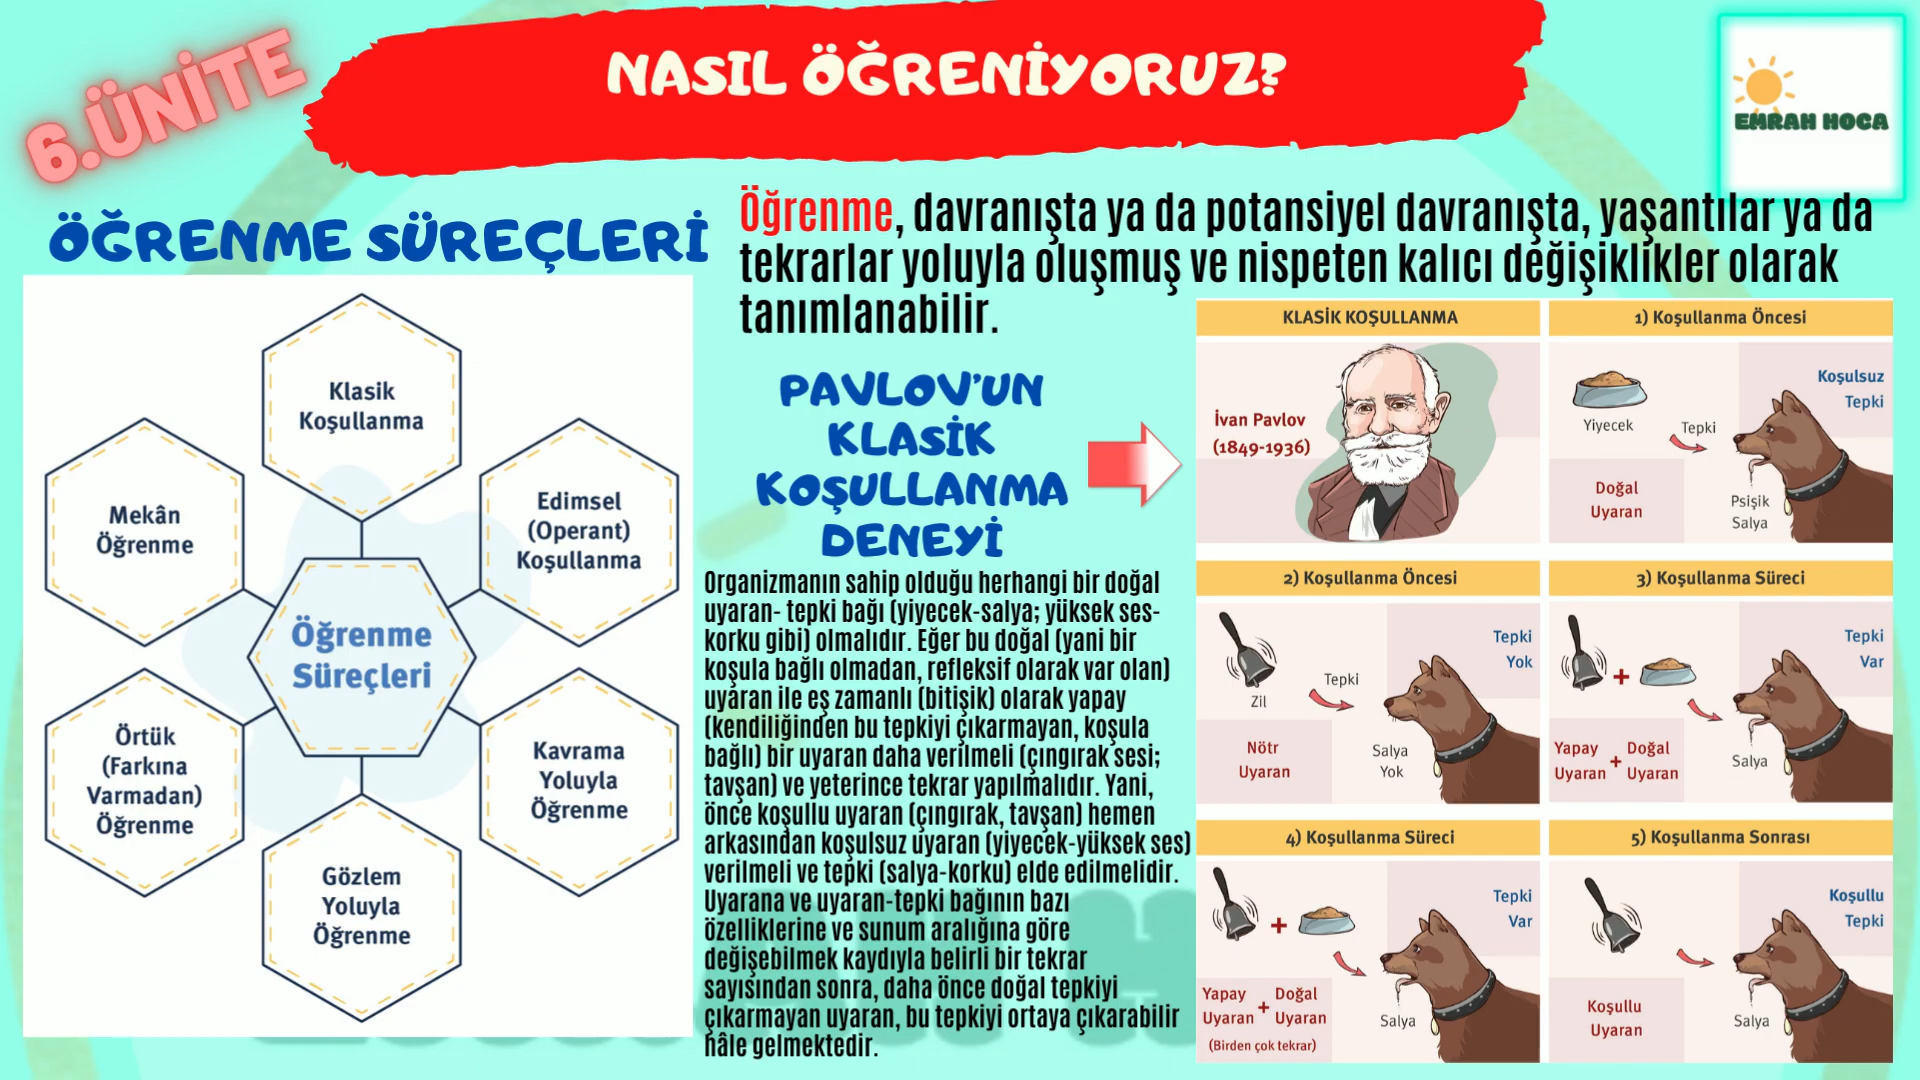 6.ÜNİTE
NASIL ÖĞRENİYORUZ?
EMRAH HOCA
ÖĞRENME SÜREÇLERİ
Klasik
Koşullanma
Mekân
Öğrenme
Edimsel
(Operant)
Koşullanma
Öğrenme
Süreçleri
Örtük
(Farkına
Varmadan)
Öğrenme
Kavrama
Yoluyla
Öğrenme
Gözlem
Yoluyla
Öğrenme
Öğrenme, davranışta ya da potansiyel davranışta, yaşantılar ya da
tekrarlar yoluyla oluşmuş ve nispeten kalıcı değişiklikler olarak
tanımlanabilir.
PAVLOV'UN
KLASİK
KOŞULLANMA
DENEYİ
Organizmanın sahip olduğu herhangi bir doğal
uyaran- tepki bağı (yiyecek-salya; yüksek ses-
korku gibi) olmalıdır. Eğer bu doğal (yani bir
koşula bağlı olmadan, refleksif olarak var olan)
uyaran ile eş zamanlı (bitişik) olarak yapay
(kendiliğinden bu tepkiyi çıkarmayan, koşula
bağlı) bir uyaran daha verilmeli (çıngırak sesi;
tavşan) ve yeterince tekrar yapılmalıdır. Yani,
önce koşullu uyaran (çıngırak, tavşan) hemen
arkasından koşulsuz uyaran (yiyecek-yüksek ses)
verilmeli ve tepki (salya-korku) elde edilmelidir.
Uyarana ve uyaran-tepki bağının bazı
özelliklerine ve sunum aralığına göre
değişebilmek kaydıyla belirli bir tekrar
sayısından sonra, daha önce doğal tepkiyi
çıkarmayan uyaran, bu tepkiyi ortaya çıkarabilir
hâle gelmektedir.
KLASİK KOŞULLANMA
İvan Pavlov
(1849-1936)
1) Koşullanma Öncesi
Koşulsuz
Tepki
Yiyecek
Tepki
Doğal
Uyaran
Psişik
Salya
2) Koşullanma Öncesi
Tepki
Yok
Tepki
Zil
Nötr
Uyaran
Salya
Yok
3) Koşullanma Süreci
Tepki
Var
+
Yapay + Doğal
Uyaran Uyaran
Salya
4) Koşullanma Süreci
Tepki
Var
+
Yapay + Doğal
Uyaran Uyaran
(Birden çok tekrar)
Salya
5) Koşullanma Sonrası
Koşullu
Tepki
Koşullu
Uyaran
Salya